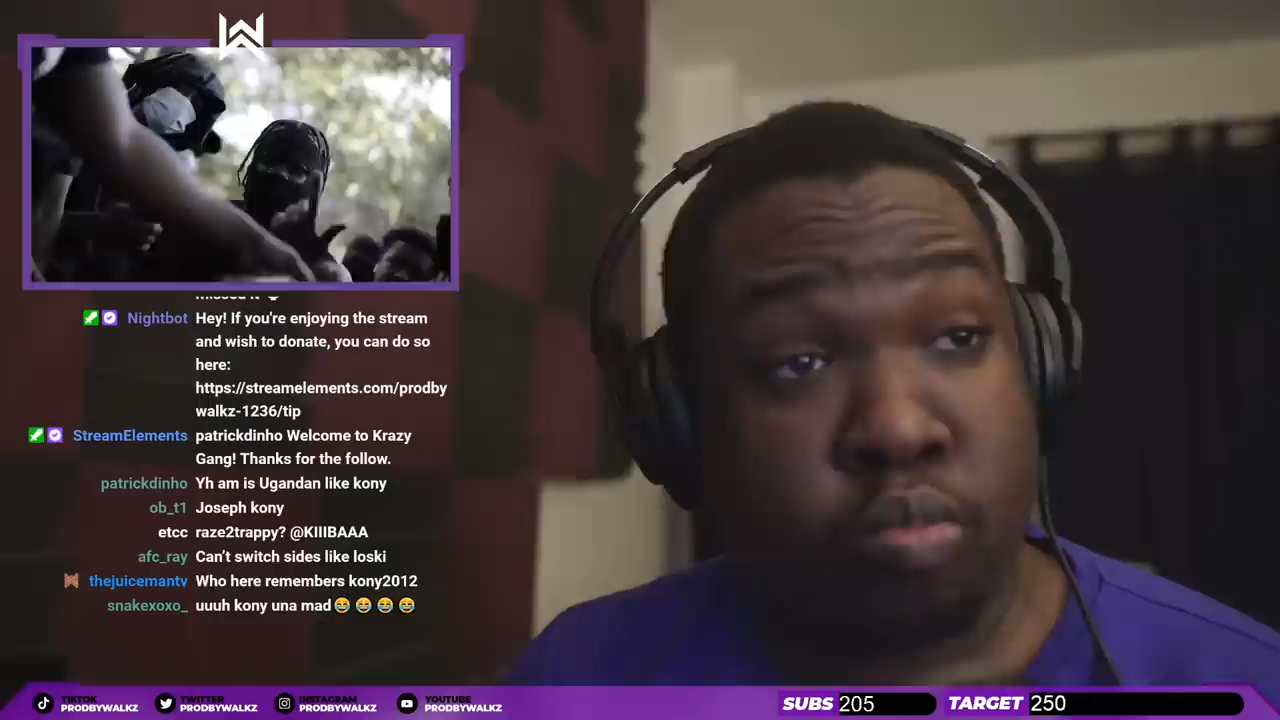 W
Nightbot Hey! If you're enjoying the stream
and wish to donate, you can do so
here:
https://streamelements.com/prodby
walkz-1236/tip
StreamElements patrickdinho Welcome to Krazy
Gang! Thanks for the follow.
patrickdinho Yh am is Ugandan like kony
ob_t1 Joseph kony
etcc raze2trappy? @KIIIBAAA
afc_ray Can't switch sides like loski
thejuicemantv Who here remembers kony2012
snakexoxo_ uuuh kony una mad😂 😂 😂 😂
TIKTOK
PRODBYWALKZ
TWITTER
PRODBYWALKZ
INSTAGRAM
PRODBYWALKZ
YOUTUBE
PRODBYWALKZ
SUBS 205
TARGET 250